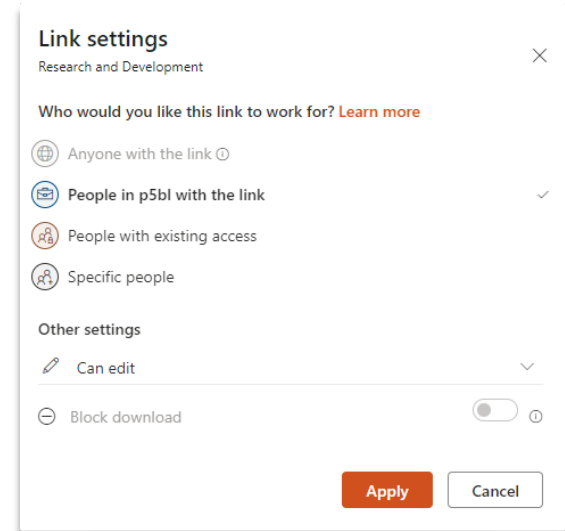 Link settings
Research and Development
Who would you like this link to work for? Learn more
Anyone with the link
People in p5bl with the link
People with existing access
Specific people
Other settings
Can edit
Block download
Apply Cancel